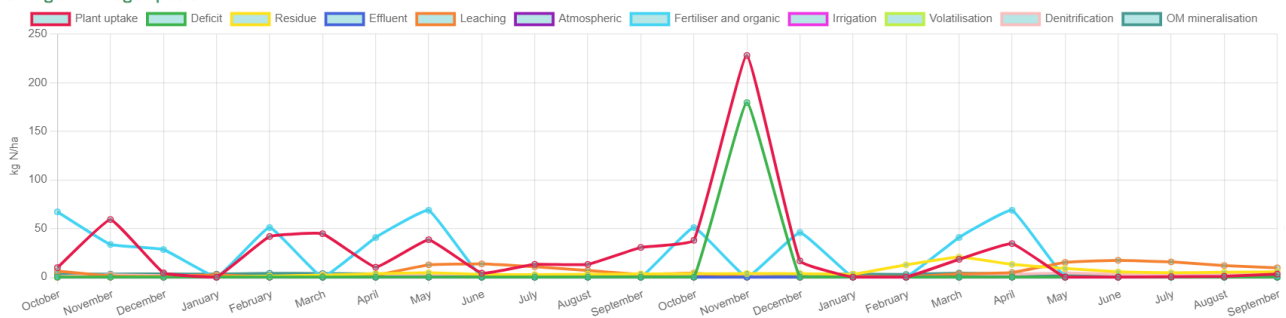 Plant uptake Deficit Residue Effluent Leaching Atmospheric Fertiliser and organic Irrigation Volatilisation Denitrification OM mineralisation
250
200
150
100
50
0
kg N/ha
October November December January February March April May June July August September October November December January February March April May June July August September